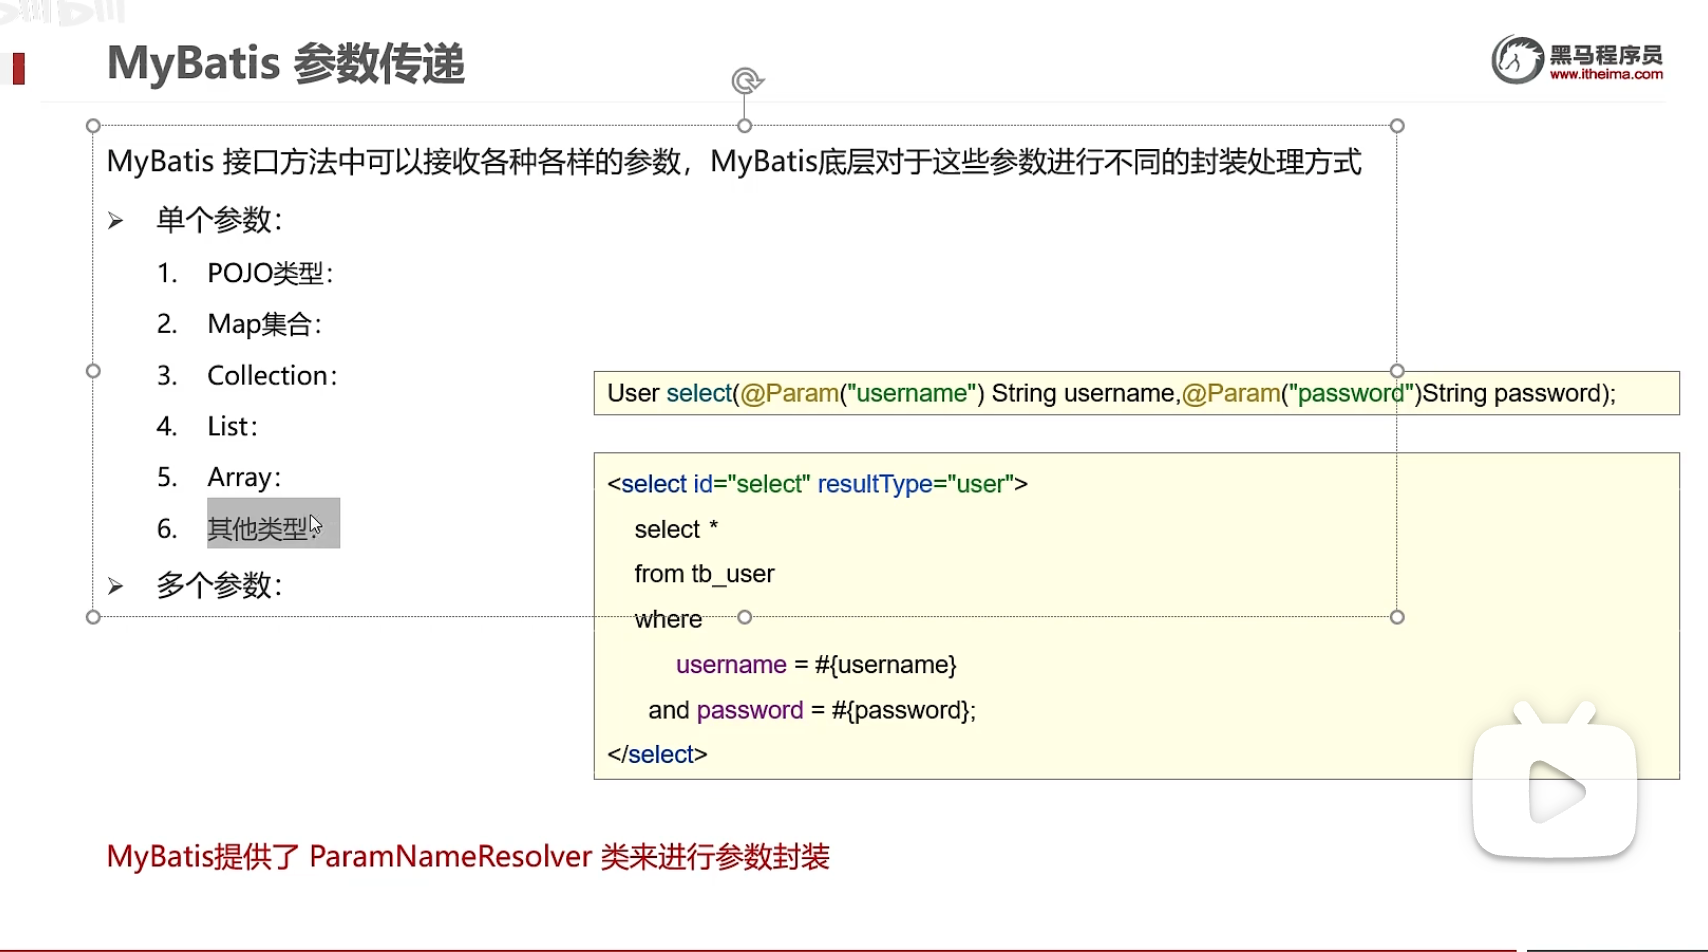 MyBatis 参数传递
黑马程序员
www.itheima.com
MyBatis 接口方法中可以接收各种各样的参数，MyBatis底层对于这些参数进行不同的封装处理方式
➢ 单个参数：
1. POJO类型：
2. Map集合：
3. Collection：
4. List：
5. Array：
6. 其他类型：
➢ 多个参数：
User select(@Param("username") String username,@Param("password")String password);
<select id="select" resultType="user">
select *
from tb_user
where
username = #{username}
and password = #{password};
</select>
MyBatis提供了 ParamNameResolver 类来进行参数封装